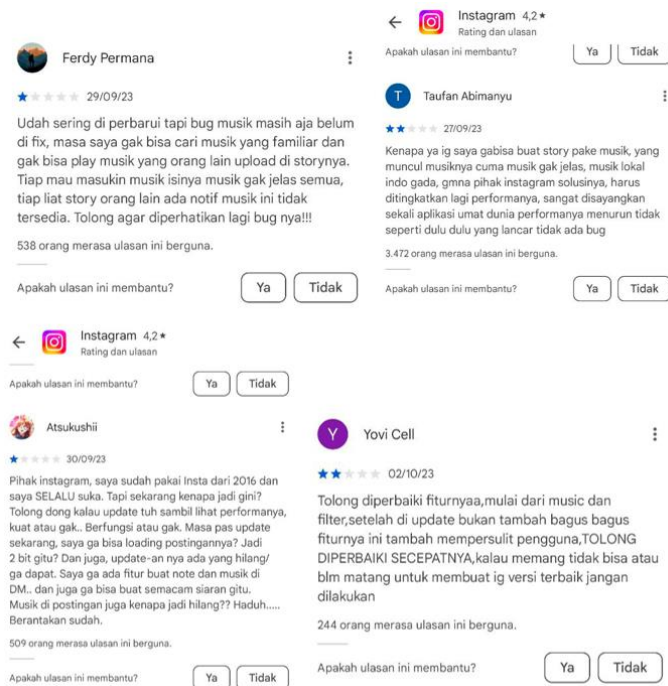 Ferdy Permana
29/09/23
Udah sering di perbarui tapi bug musik masih aja belum
di fix, masa saya gak bisa cari musik yang familiar dan
gak bisa play musik yang orang lain upload di storynya.
Tiap mau masukin musik isinya musik gak jelas semua,
tiap liat story orang lain ada notif musik ini tidak
tersedia. Tolong agar diperhatikan lagi bug nya!!!
538 orang merasa ulasan ini berguna.
Apakah ulasan ini membantu?
Ya
Tidak
Instagram 4,2★
Rating dan ulasan
Apakah ulasan ini membantu?
Ya
Tidak
T
Taufan Abimanyu
27/09/23
Kenapa ya ig saya gabisa buat story pake musik, yang
muncul musiknya cuma musik gak jelas, musik lokal
indo gada, gmna pihak instagram solusinya, harus
ditingkatkan lagi performanya, sangat disayangkan
sekali aplikasi umat dunia performanya menurun tidak
seperti dulu dulu yang lancar tidak ada bug
3.472 orang merasa ulasan ini berguna.
Apakah ulasan ini membantu?
Ya
Tidak
Instagram 4,2★
Rating dan ulasan
Apakah ulasan ini membantu?
Ya
Tidak
Atsukushii
30/09/23
Pihak instagram, saya sudah pakai Insta dari 2016 dan
saya SELALU suka. Tapi sekarang kenapa jadi gini?
Tolong dong kalau update tuh sambil lihat performanya,
kuat atau gak.. Berfungsi atau gak. Masa pas update
sekarang, saya ga bisa loading postingannya? Jadi
2 bit gitu? Dan juga, update-an nya ada yang hilang/
ga dapat. Saya ga ada fitur buat note dan musik di
DM.. dan juga ga bisa buat semacam siaran gitu.
Musik di postingan juga kenapa jadi hilang?? Haduh.....
Berantakan sudah.
509 orang merasa ulasan ini berguna.
Apakah ulasan ini membantu?
Ya
Tidak
Y
Yovi Cell
02/10/23
Tolong diperbaiki fiturnyaa,mulai dari music dan
filter,setelah di update bukan tambah bagus bagus
fiturnya ini tambah mempersulit pengguna,TOLONG
DIPERBAIKI SECEPATNYA,kalau memang tidak bisa atau
blm matang untuk membuat ig versi terbaik jangan
dilakukan
244 orang merasa ulasan ini berguna.
Apakah ulasan ini membantu?
Ya
Tidak